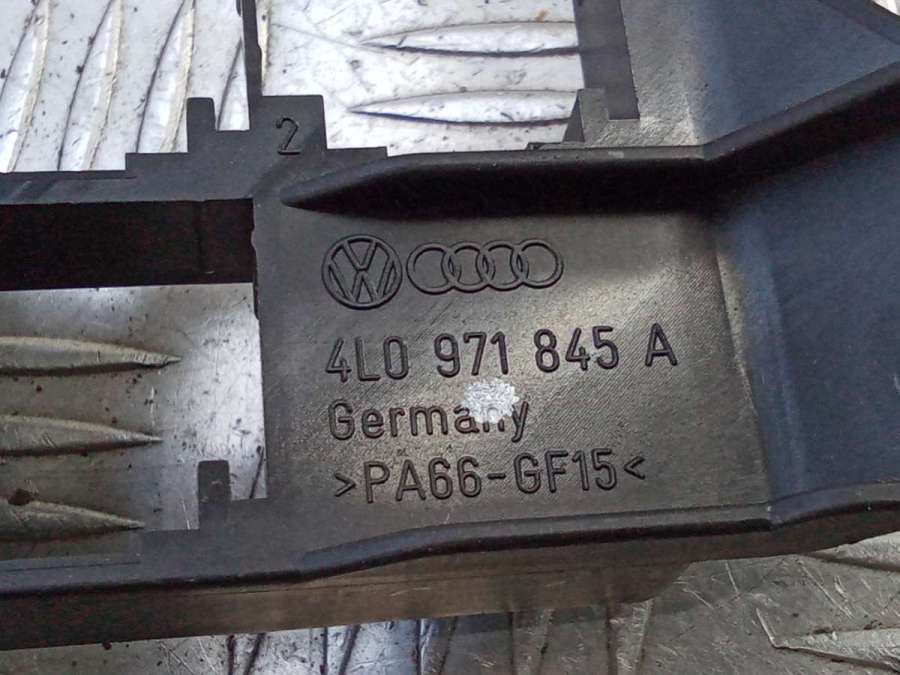 2
4L0 971 845 A
Germany
>PA66-GF15<